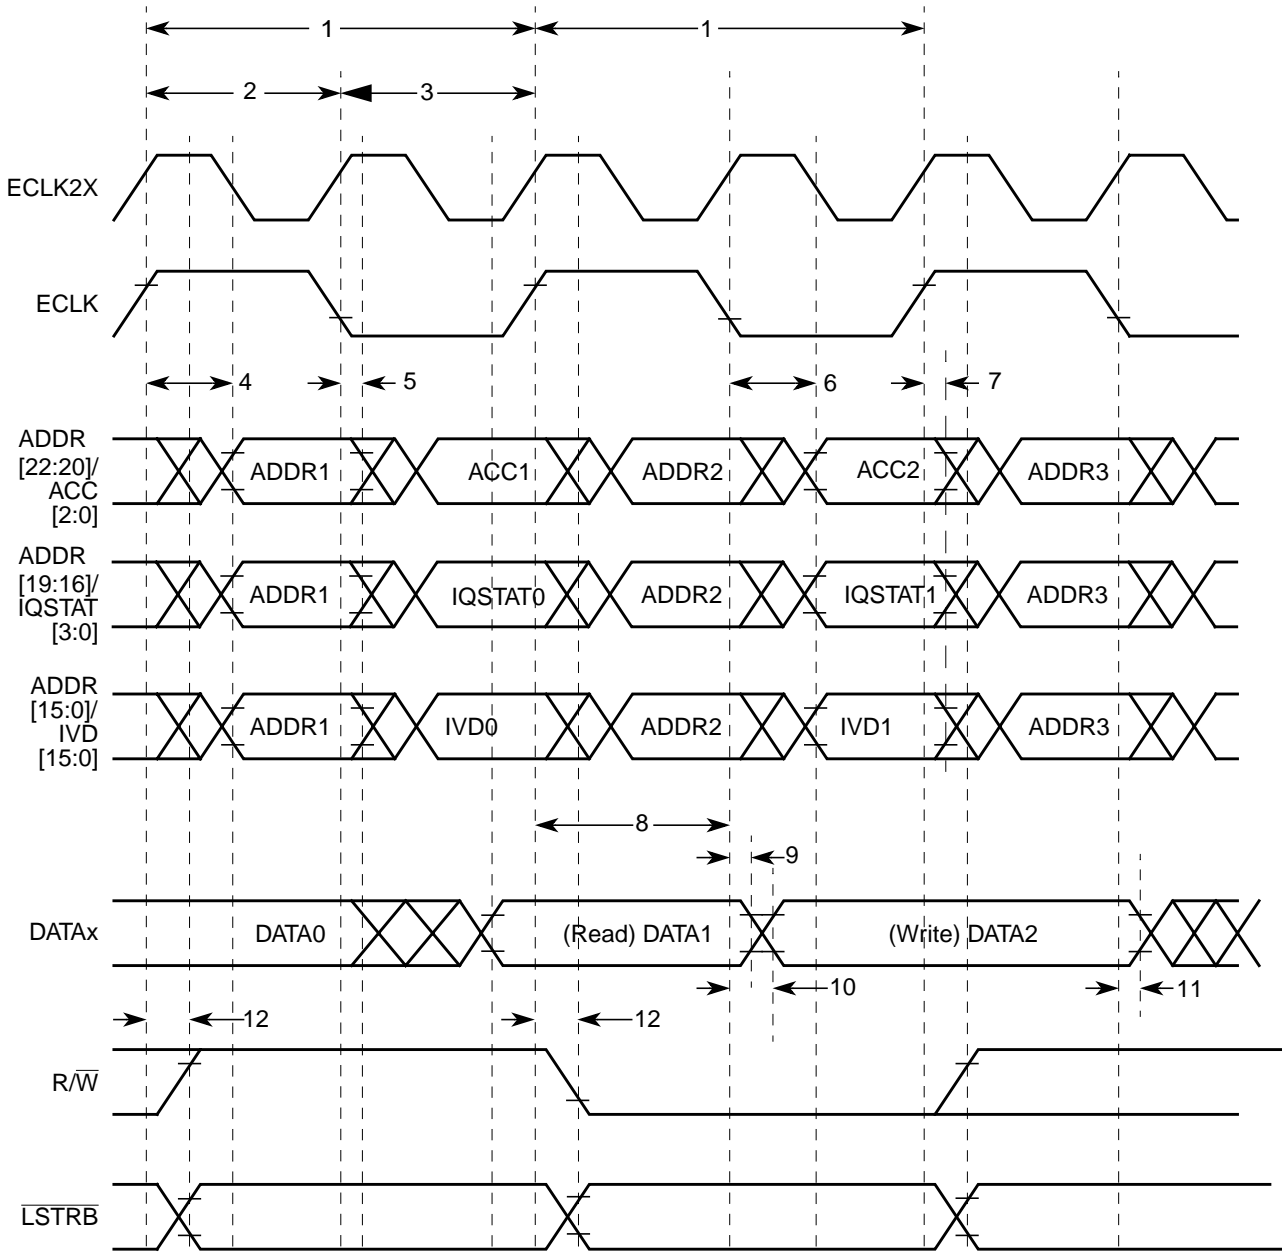 1 1
2 3
ECLK2X
ECLK
4 5 6 7
ADDR
[22:20]/
ACC
[2:0]
ADDR1 ACC1 ADDR2 ACC2 ADDR3
ADDR
[19:16]/
IQSTAT
[3:0]
ADDR1 IQSTAT0 ADDR2 IQSTAT1 ADDR3
ADDR
[15:0]/
IVD
[15:0]
ADDR1 IVD0 ADDR2 IVD1 ADDR3
8
9
DATAx DATA0 (Read) DATA1 (Write) DATA2
10 11
12 12
R/W
LSTRB